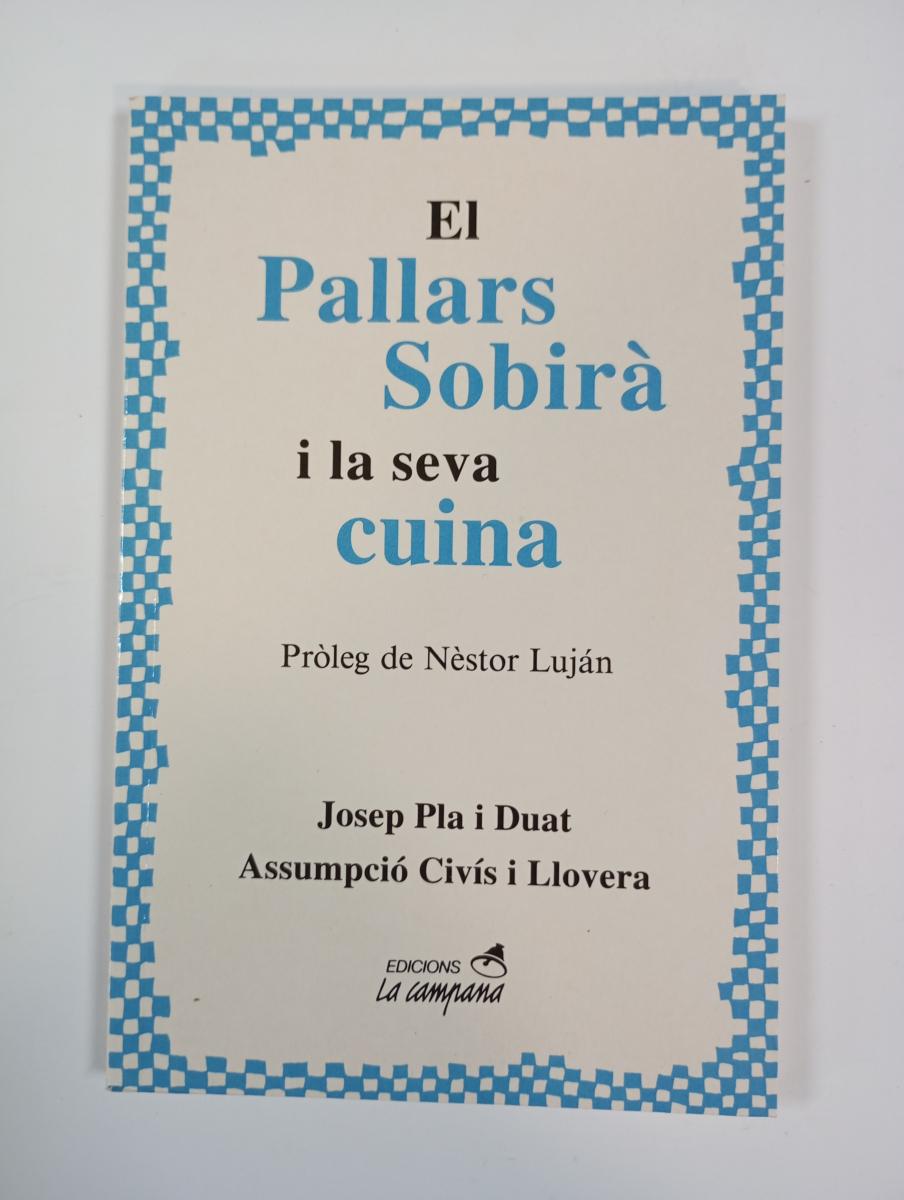 El
Pallars
Sobirà
i la seva
cuina
Pròleg de Nèstor Luján
Josep Pla i Duat
Assumpció Civís i Llovera
EDICIONS
La campana